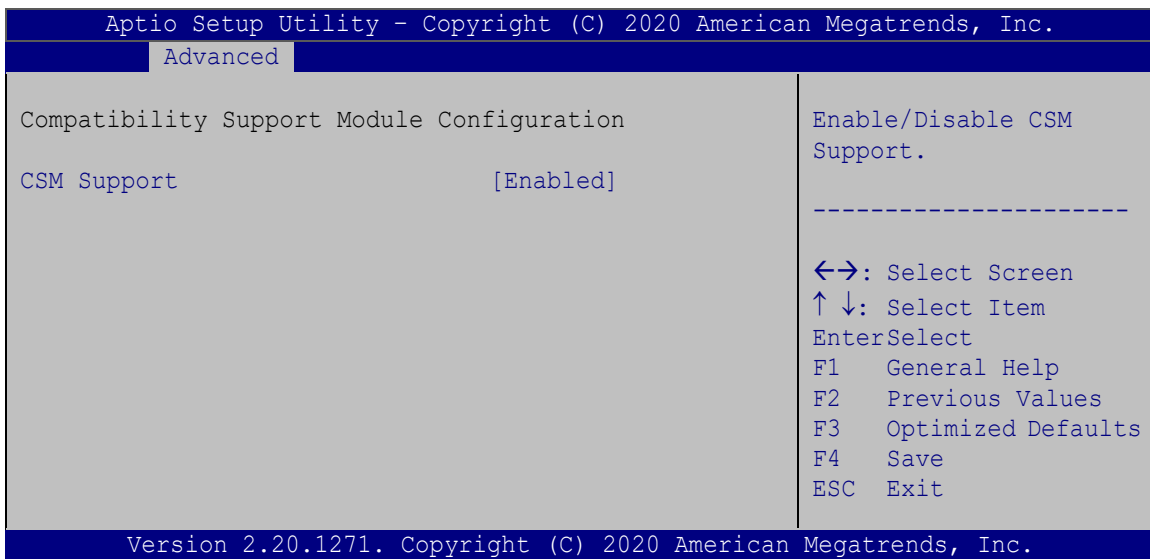 Aptio Setup Utility – Copyright (C) 2020 American Megatrends, Inc.
Advanced
Compatibility Support Module Configuration
CSM Support [Enabled]
Enable/Disable CSM
Support.
----------------------
←→: Select Screen
↑ ↓: Select Item
EnterSelect
F1 General Help
F2 Previous Values
F3 Optimized Defaults
F4 Save
ESC Exit
Version 2.20.1271. Copyright (C) 2020 American Megatrends, Inc.